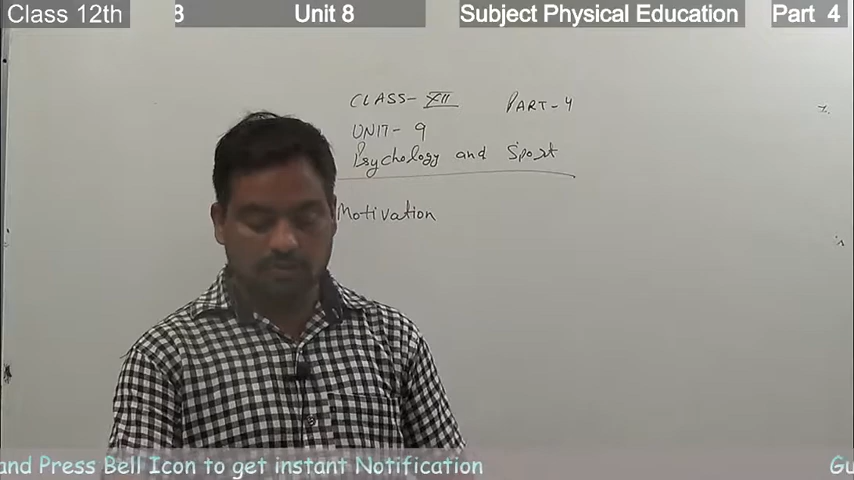 Class 12th 8 Unit 8 Subject Physical Education Part 4
CLASS- XII PART-4
UNIT- 9
Psychology and Sport
Motivation
and Press Bell Icon to get instant Notification Gu